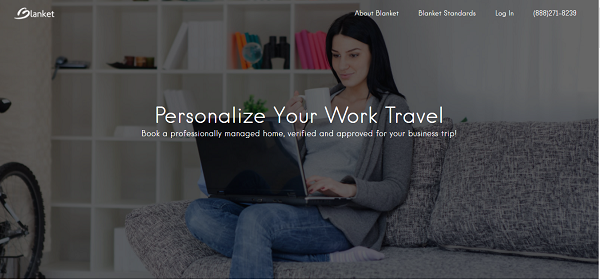 Blanket
About Blanket
Blanket Standards
Log In
(888)271-8239
Personalize Your Work Travel
Book a professionally managed home, verified and approved for your business trip!